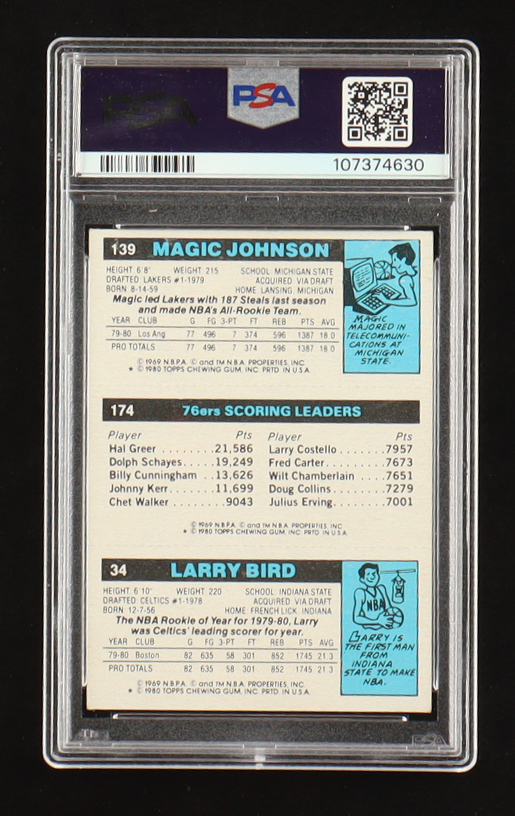 PSA
PSA
107374630
139 MAGIC JOHNSON
HEIGHT 6'8" WEIGHT 215 SCHOOL MICHIGAN STATE
DRAFTED LAKERS #1-1979 ACQUIRED VIA DRAFT
BORN 8-14-59 HOME LANSING, MICHIGAN
Magic led Lakers with 187 Steals last season
and made NBA's All-Rookie Team.
YEAR CLUB G FG 3-PT FT REB PTS AVG
79-80 Los Ang 77 496 7 374 596 1387 18.0
PRO TOTALS 77 496 7 374 596 1387 18.0
© 1969 N.B.P.A. © and TM N.B.A. PROPERTIES, INC.
* © 1980 TOPPS CHEWING GUM, INC. PRTD. IN U.S.A.
MAGIC
MAJORED IN
TELECOMMUNI-
CATIONS AT
MICHIGAN
STATE.
174 76ers SCORING LEADERS
Player Pts Player Pts
Hal Greer .......21,586 Larry Costello .....7957
Dolph Schayes.....19,249 Fred Carter........7673
Billy Cunningham ..13,626 Wilt Chamberlain ...7651
Johnny Kerr......11,699 Doug Collins .......7279
Chet Walker .......9043 Julius Erving.......7001
© 1969 N.B.P.A. © and TM N.B.A. PROPERTIES, INC.
* © 1980 TOPPS CHEWING GUM, INC. PRTD. IN U.S.A.
34 LARRY BIRD
HEIGHT: 6'10" WEIGHT: 220 SCHOOL: INDIANA STATE
DRAFTED: CELTICS #1-1978 ACQUIRED: VIA DRAFT
BORN: 12-7-56 HOME: FRENCH LICK, INDIANA
The NBA Rookie of Year for 1979-80, Larry
was Celtics' leading scorer for year.
YEAR CLUB G FG 3-PT FT REB PTS AVG
79-80 Boston 82 635 58 301 852 1745 21.3
PRO TOTALS 82 635 58 301 852 1745 21.3
© 1969 N.B.P.A. © and TM N.B.A. PROPERTIES, INC.
* © 1980 TOPPS CHEWING GUM, INC. PRTD. IN U.S.A.
NBA
LARRY IS
THE FIRST MAN
FROM
INDIANA
STATE TO MAKE
NBA.
PSA